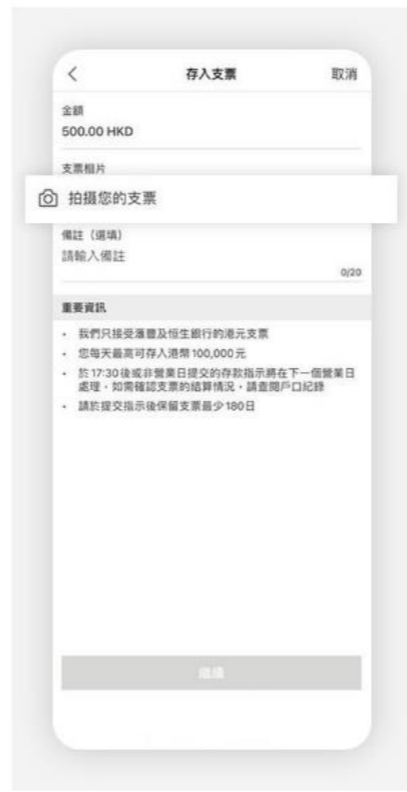 存入支票
取消
金額
500.00 HKD
支票相片
拍攝您的支票
備註（選填）
請輸入備註
0/20
重要資訊
• 我們只接受滙豐及恒生銀行的港元支票
• 您每天最高可存入港幣100,000元
• 於17:30後或非營業日提交的存款指示將在下一個營業日
處理。如需確認支票的結算情況，請查閱戶口紀錄
• 請於提交指示後保留支票最少180日
繼續